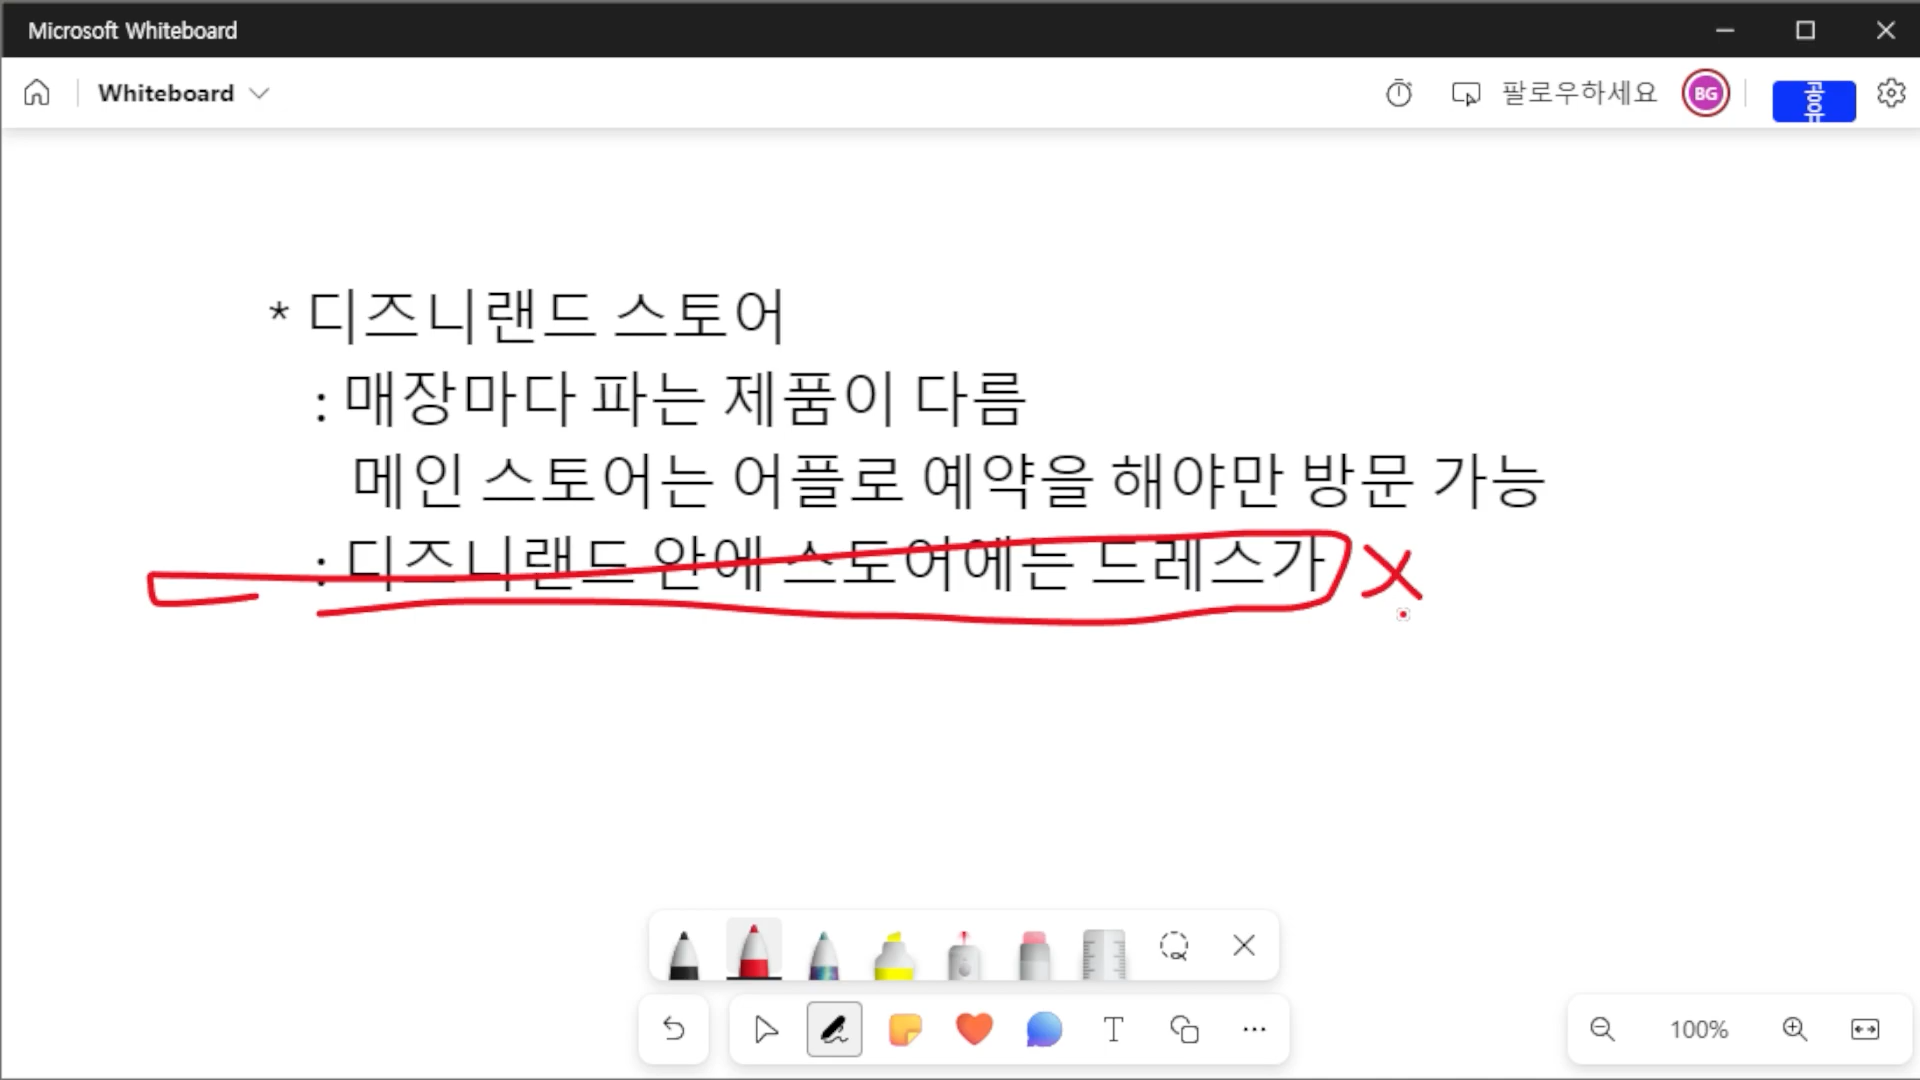 Microsoft Whiteboard
Whiteboard
팔로우하세요
BG
공유
* 디즈니랜드 스토어
: 매장마다 파는 제품이 다름
메인 스토어는 어플로 예약을 해야만 방문 가능
: 디즈니랜드 안에 스토어에는 드레스가 X
100%